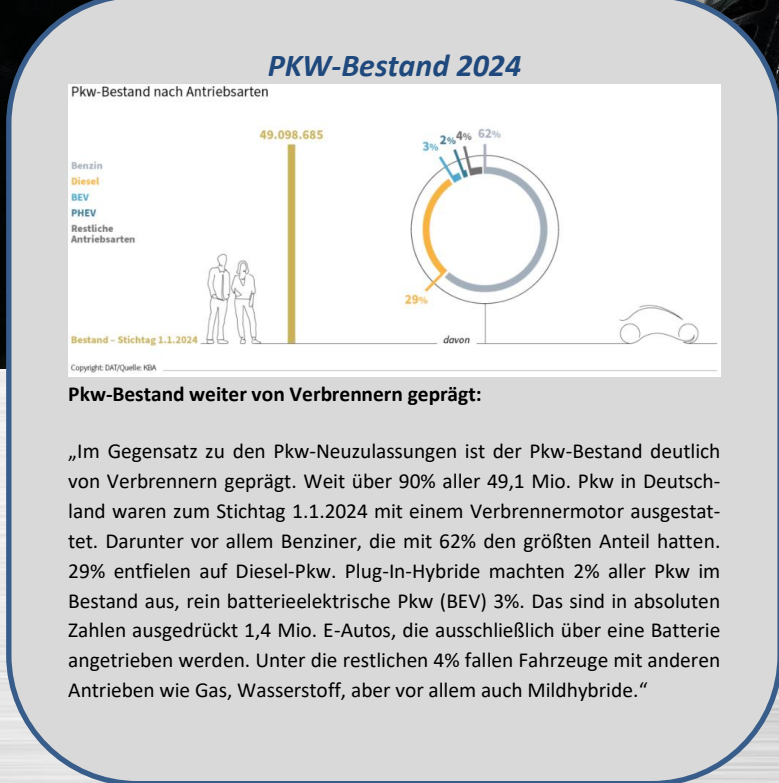 PKW-Bestand 2024
Pkw-Bestand nach Antriebsarten
49.098.685
3%
2%
4%
62%
Benzin
Diesel
BEV
PHEV
Restliche
Antriebsarten
29%
Bestand – Stichtag 1.1.2024
davon
Copyright: DAT/Quelle: KBA
Pkw-Bestand weiter von Verbrennern geprägt:
„Im Gegensatz zu den Pkw-Neuzulassungen ist der Pkw-Bestand deutlich
von Verbrennern geprägt. Weit über 90% aller 49,1 Mio. Pkw in Deutsch-
land waren zum Stichtag 1.1.2024 mit einem Verbrennermotor ausgestat-
tet. Darunter vor allem Benziner, die mit 62% den größten Anteil hatten.
29% entfielen auf Diesel-Pkw. Plug-In-Hybride machten 2% aller Pkw im
Bestand aus, rein batterieelektrische Pkw (BEV) 3%. Das sind in absoluten
Zahlen ausgedrückt 1,4 Mio. E-Autos, die ausschließlich über eine Batterie
angetrieben werden. Unter die restlichen 4% fallen Fahrzeuge mit anderen
Antrieben wie Gas, Wasserstoff, aber vor allem auch Mildhybride.“